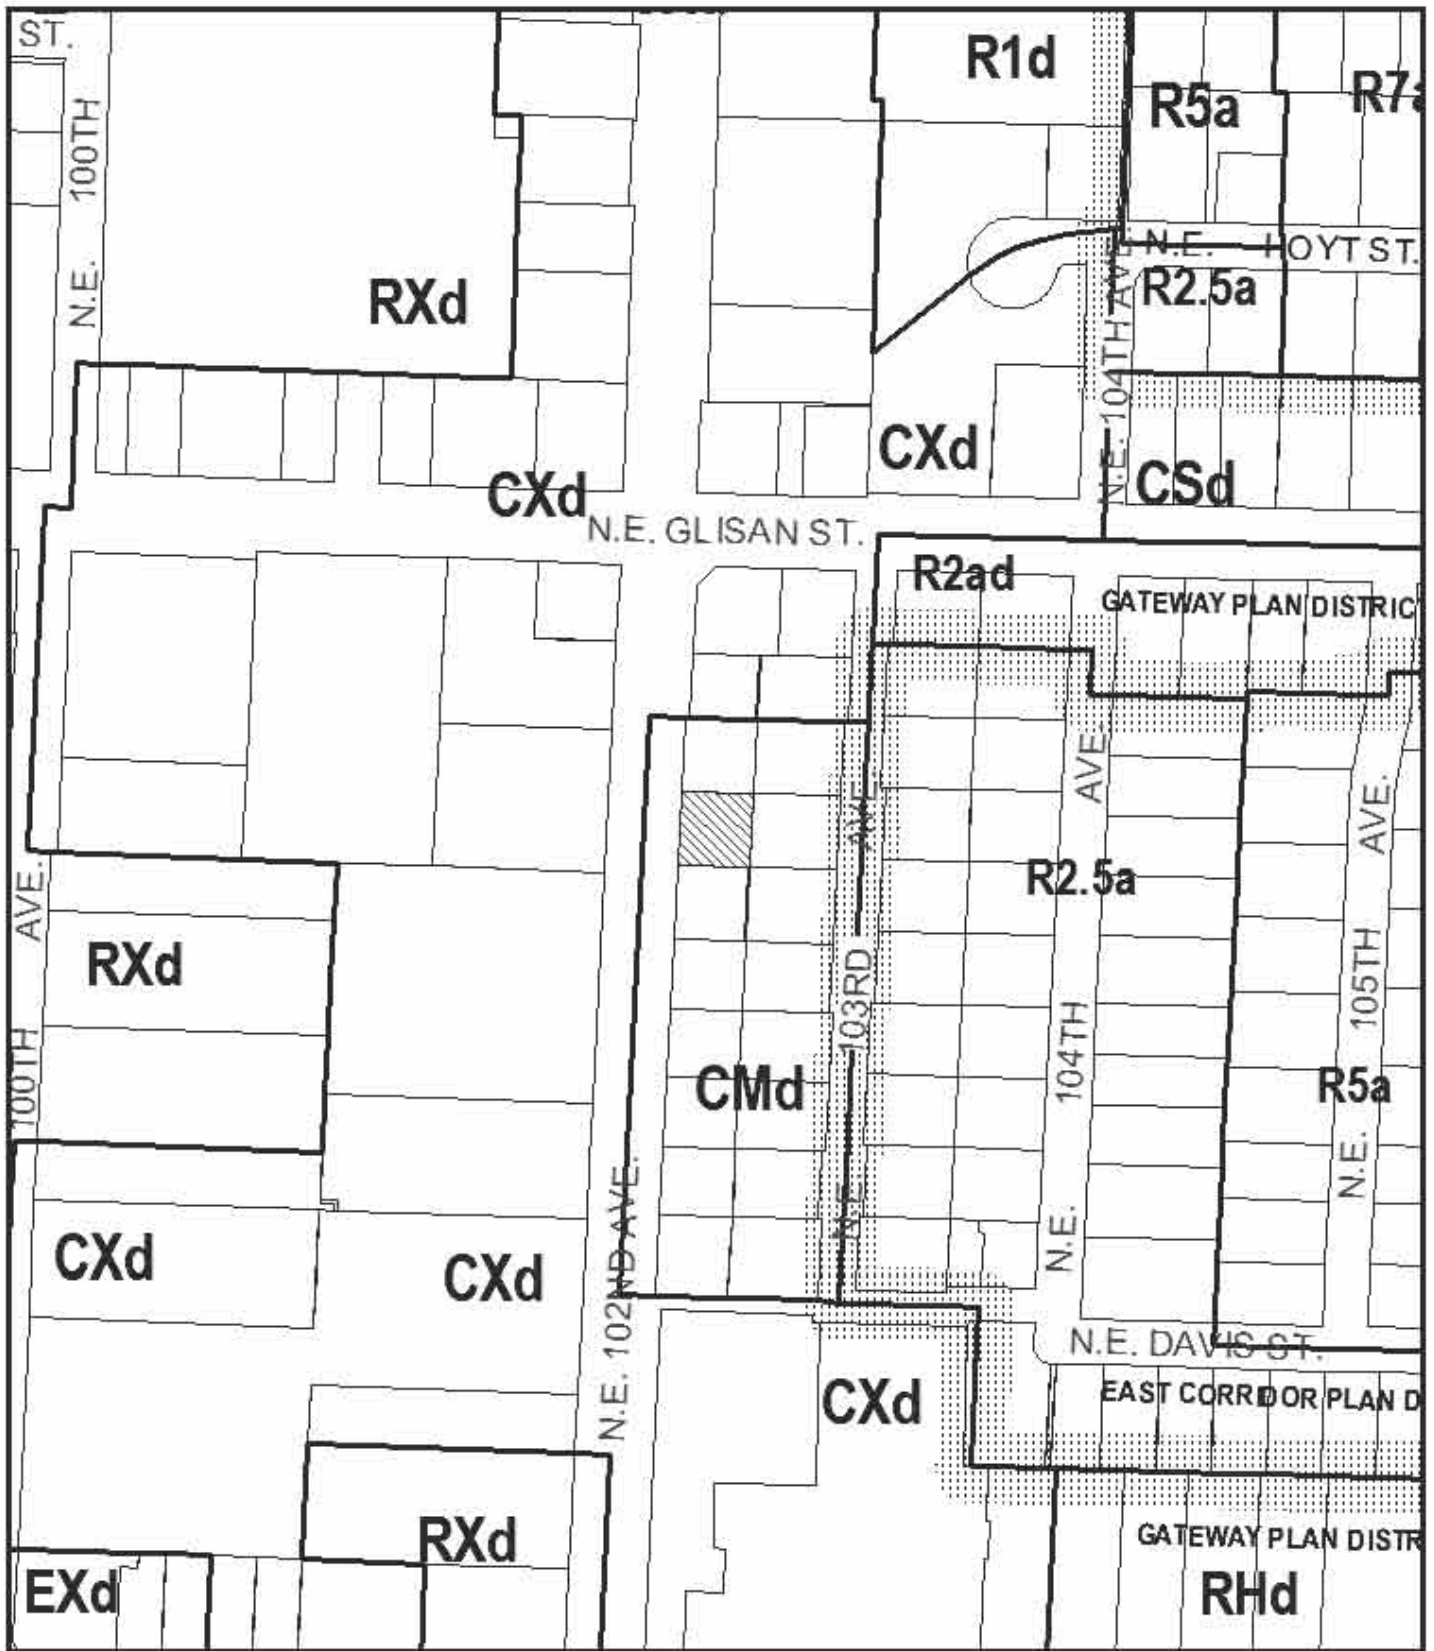 ST.
R1d
R5a
R7a
N.E. 100TH
N.E. HOYT ST.
RXd
R2.5a
N.E. 104TH AVE
CXd
CXd
CSd
N.E. GLISAN ST.
R2ad
GATEWAY PLAN DISTRIC
AVE.
AVE.
AVE.
R2.5a
AVE.
RXd
N.E. 103RD
N.E. 105TH
N.E. 104TH
100TH
CMd
R5a
CXd
CXd
N.E. 102ND AVE.
N.E. DAVIS ST.
CXd
EAST CORRIDOR PLAN D
RXd
GATEWAY PLAN DISTR
EXd
RHd